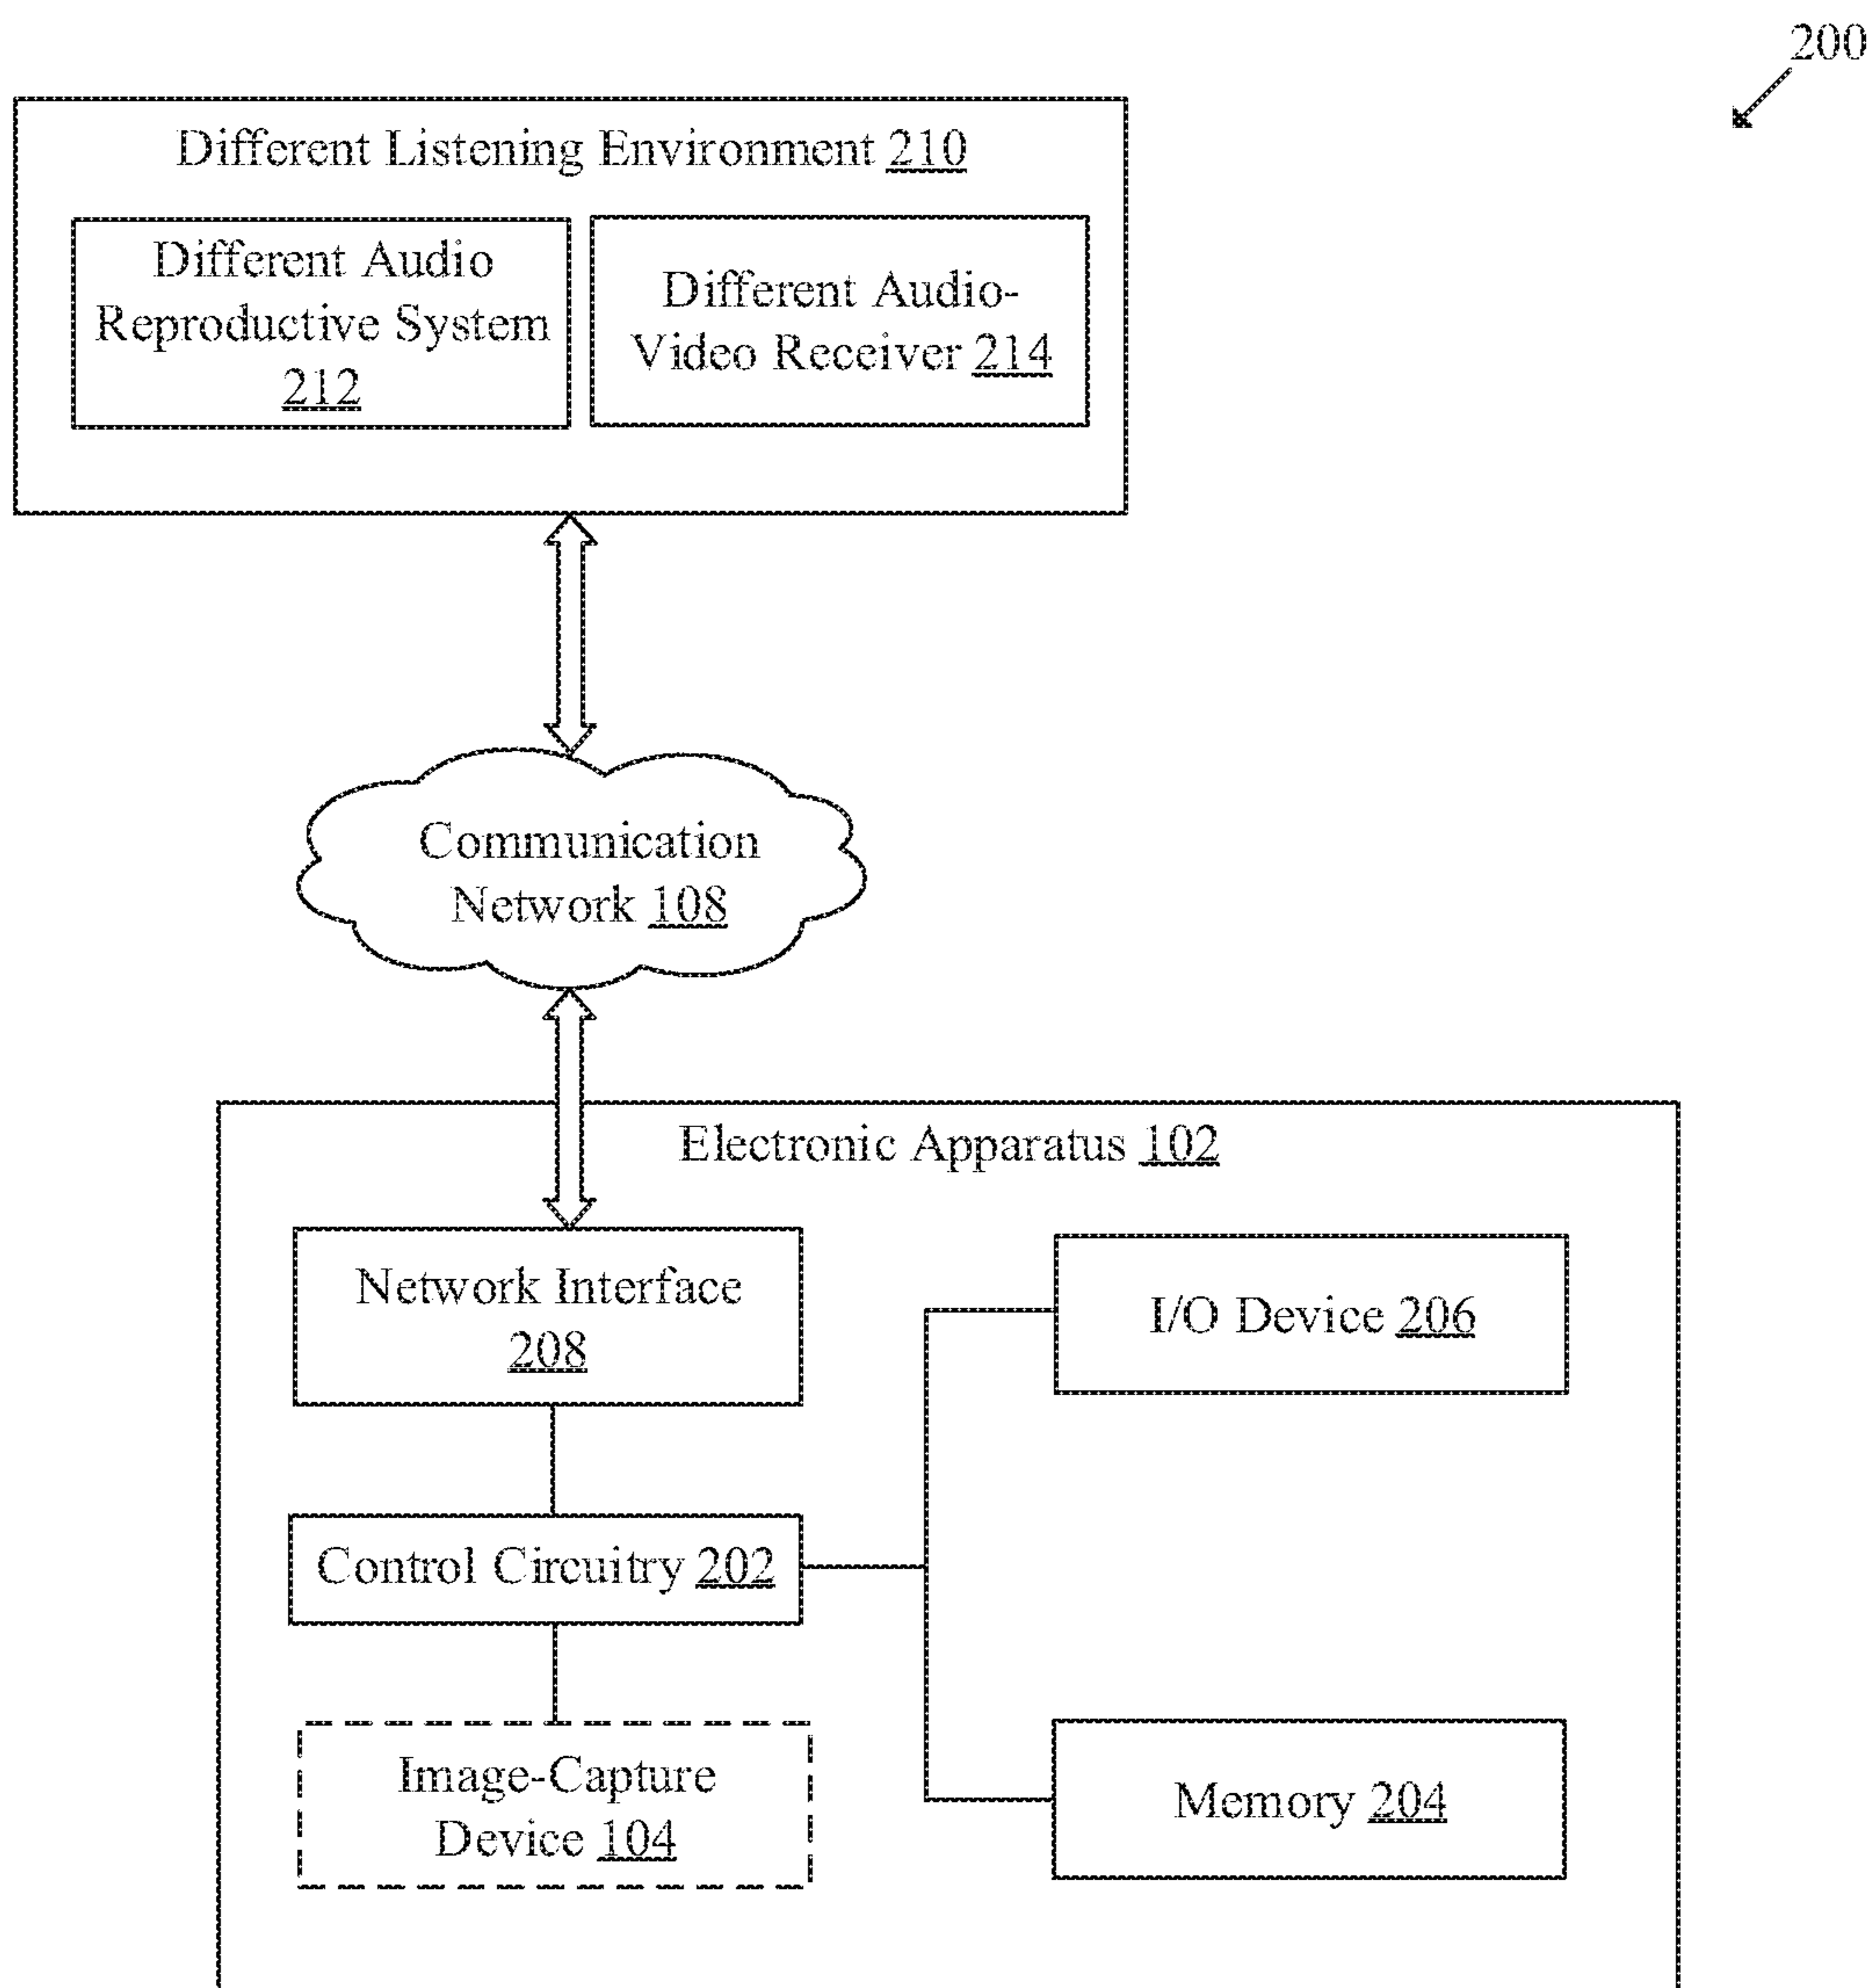 200
Different Listening Environment 210
Different Audio
Reproductive System
212
Different Audio-
Video Receiver 214
Communication
Network 108
Electronic Apparatus 102
Network Interface
208
I/O Device 206
Control Circuitry 202
Image-Capture
Device 104
Memory 204